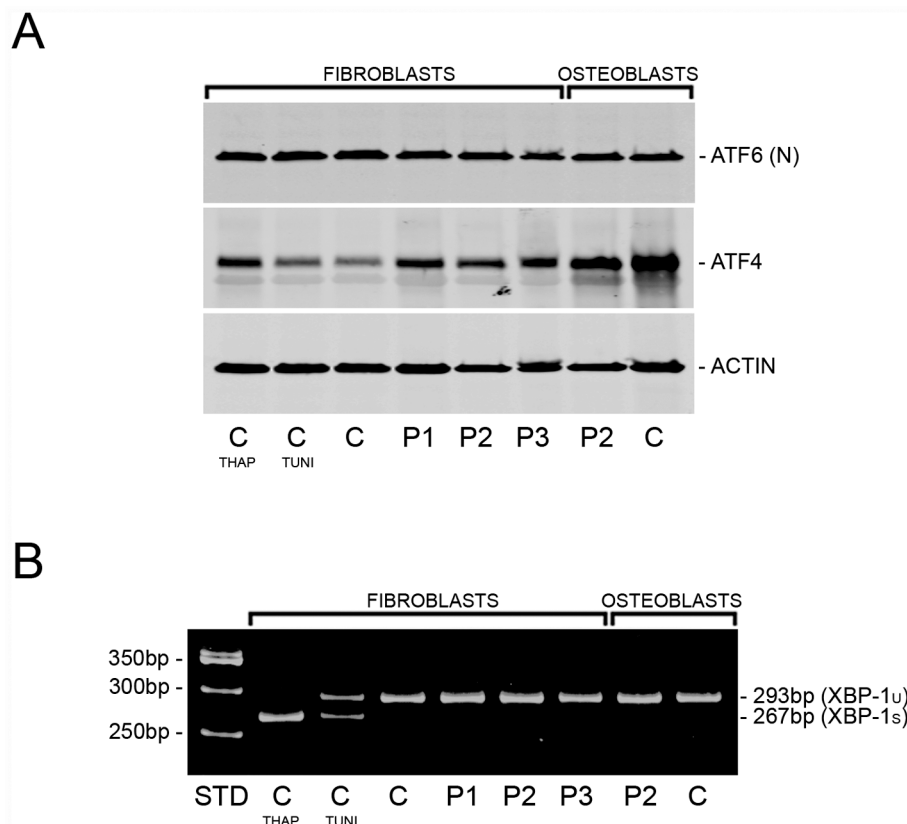 A
FIBROBLASTS OSTEOBLASTS
- ATF6 (N)
- ATF4
- ACTIN
C C C P1 P2 P3 P2 C
THAP TUNI
B
FIBROBLASTS OSTEOBLASTS
350bp -
300bp -
250bp -
- 293bp (XBP-1U)
- 267bp (XBP-1S)
STD C C C P1 P2 P3 P2 C
THAP TUNI